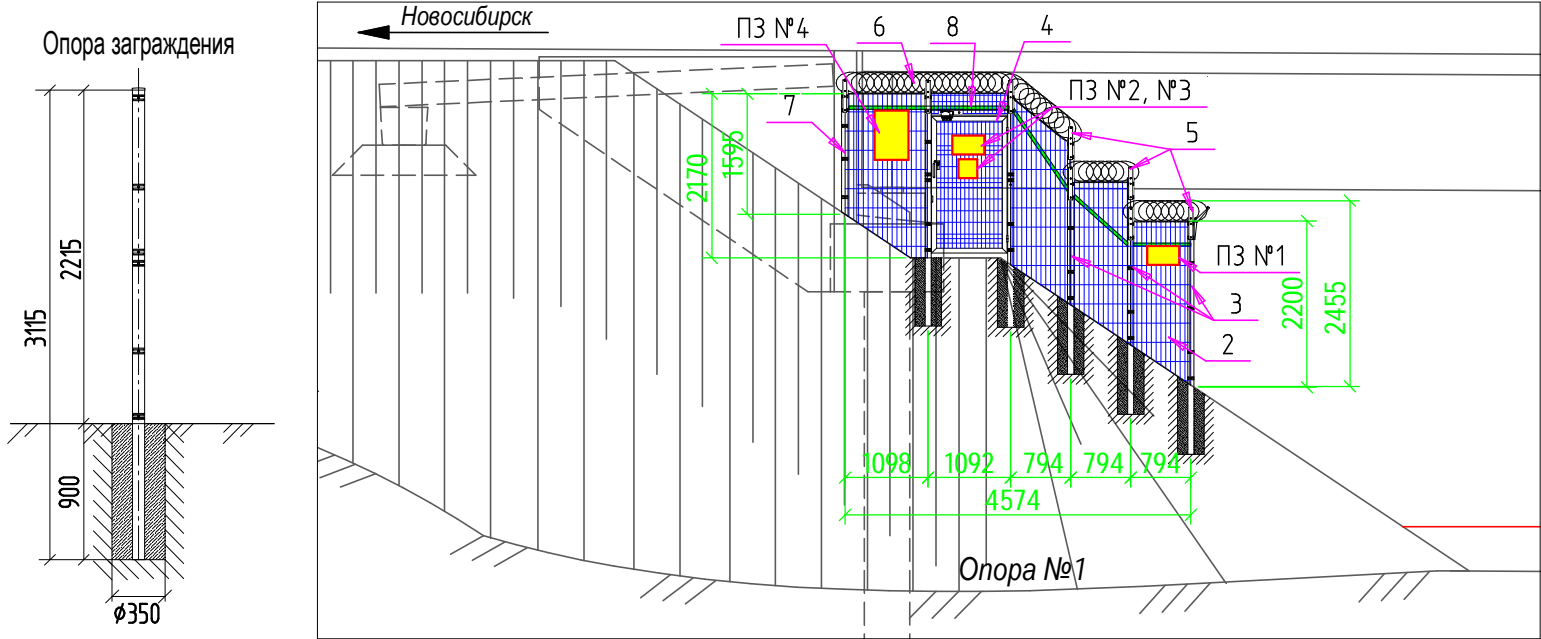 Опора заграждения
3115
2215
900
ϕ350
Новосибирск
ПЗ №4
6
8
4
ПЗ №2, №3
7
5
2170
1595
ПЗ №1
3
2
2200
2455
1098
1092
794
794
794
4574
Опора №1